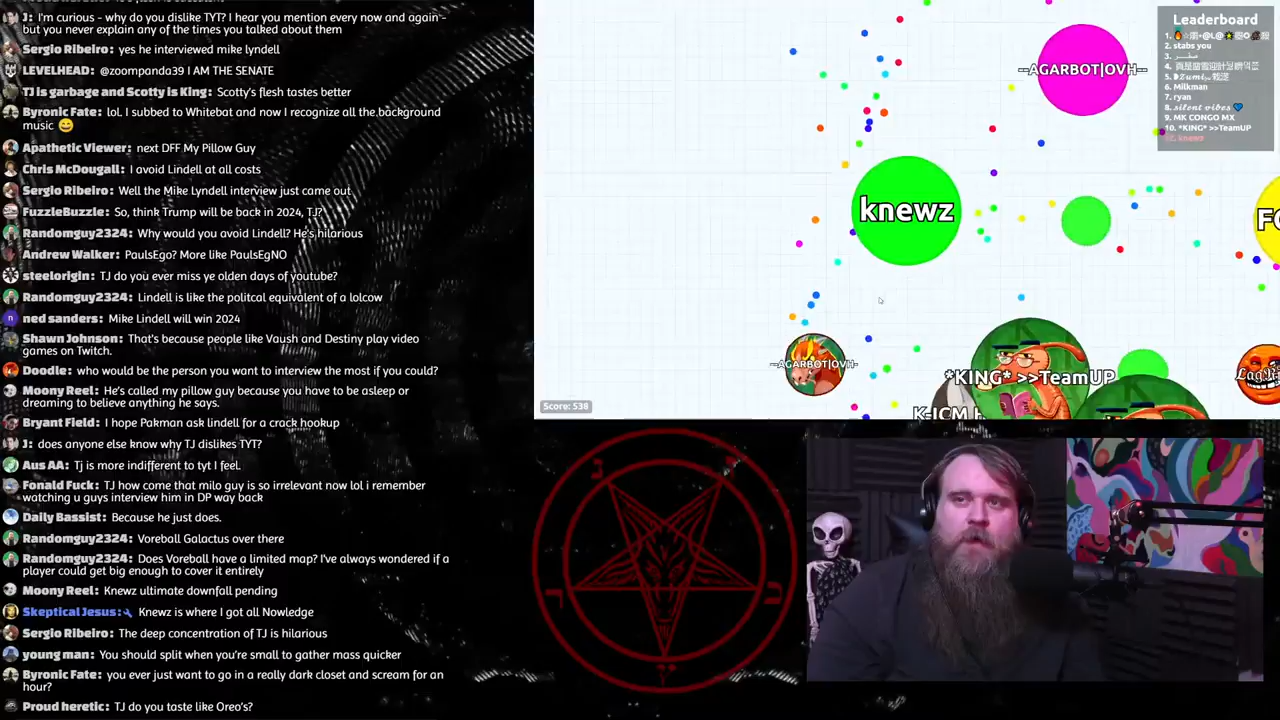 J: I'm curious - why do you dislike TYT? I hear you mention every now and again -
but you never explain any of the times you talked about them
Sergio Ribeiro: yes he interviewed mike lyndell
LEVELHEAD: @zoompanda39 I AM THE SENATE
TJ is garbage and Scotty is King: Scotty's flesh tastes better
Byronic Fate: lol. I subbed to Whitebat and now I recognize all the background
music 😄
Apathetic Viewer: next DFF My Pillow Guy
Chris McDougall: I avoid Lindell at all costs
Sergio Ribeiro: Well the Mike Lyndell interview just came out
FuzzleBuzzle: So, think Trump will be back in 2024, TJ?
Randomguy2324: Why would you avoid Lindell? He's hilarious
Andrew Walter: PaulsEgo? More like PaulsEgNO
steelorigin: TJ do you ever miss ye olden days of youtube?
Randomguy2324: Lindell is like the politcal equivalent of a lolcow
n ned sanders: Mike Lindell will win 2024
Shawn Johnson: That's because people like Vaush and Destiny play video
games on Twitch.
Doodle: who would be the person you want to interview the most if you could?
Moony Reel: He's called my pillow guy because you have to be asleep or
dreaming to believe anything he says.
Bryant Field: I hope Pakman ask lindell for a crack hookup
J: does anyone else know why TJ dislikes TYT?
Aus AA: Tj is more indifferent to tyt I feel.
Fonald Fuck: TJ how come that milo guy is so irrelevant now lol i remember
watching u guys interview him in DP way back
Daily Bassist: Because he just does.
Randomguy2324: Voreball Galactus over there
Randomguy2324: Does Voreball have a limited map? I've always wondered if a
player could get big enough to cover it entirely
Moony Reel: Knewz ultimate downfall pending
Skeptical Jesus: Knewz is where I got all Nowledge
Sergio Ribeiro: The deep concentration of TJ is hilarious
young man: You should split when you're small to gather mass quicker
Byronic Fate: you ever just want to go in a really dark closet and scream for an
hour?
Proud heretic: TJ do you taste like Oreo's?
--AGARBOT|OVH--
knewz
FO
--AGARBOT|OVH--
*KING* >>TeamUP
K-ICM H
Score: 538
Leaderboard
2. stabs you
6. Milkman
7. ryan
8. silent vibes 💙
9. MK CONGO MX
10. *KING* >>TeamUP
knewz